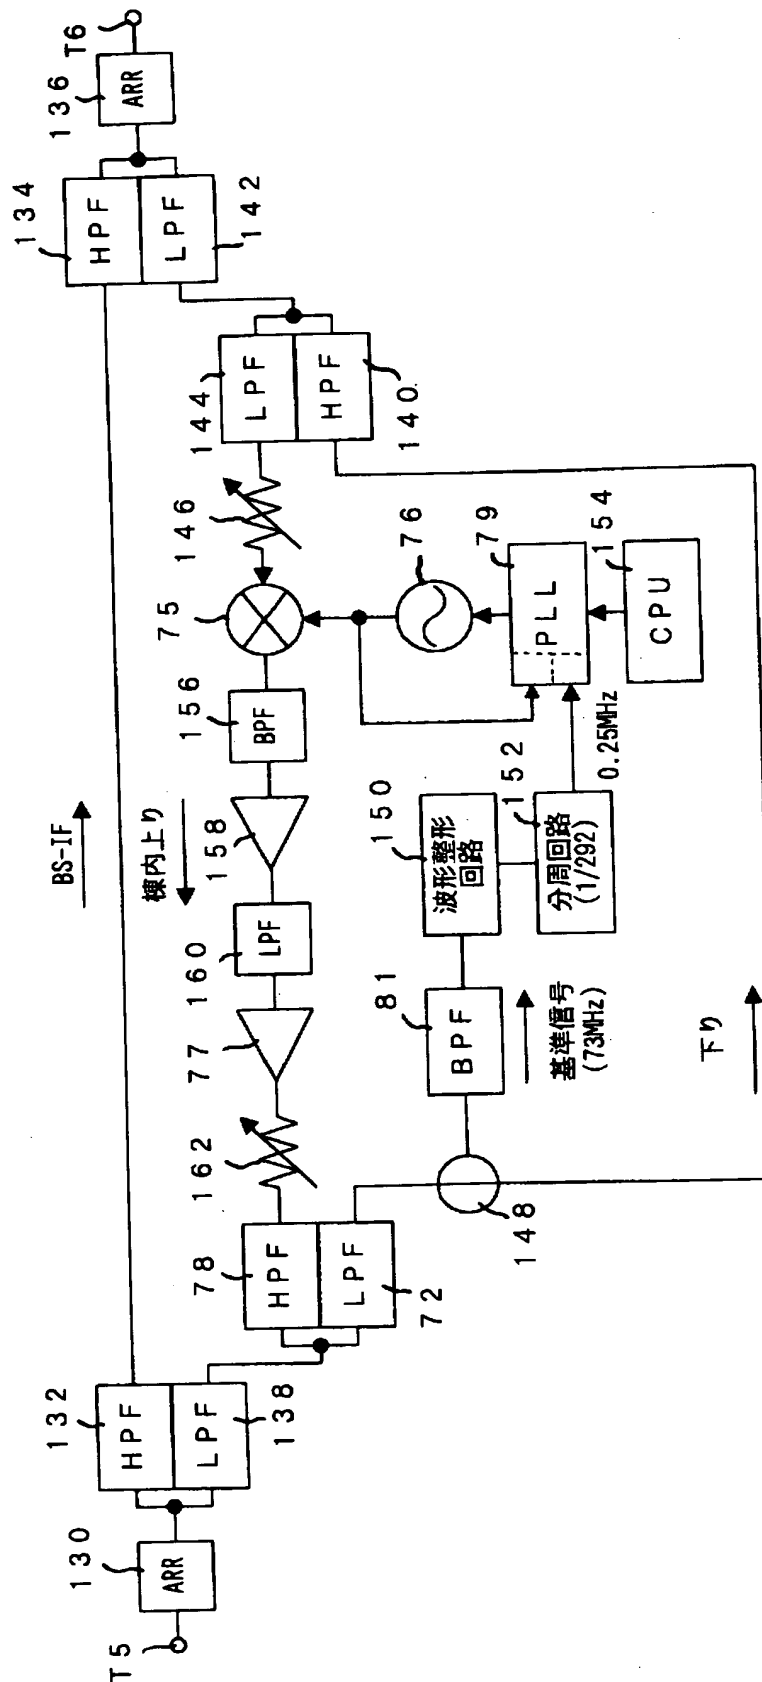 T5
130
ARR
132
HPF
LPF
138
78
HPF
LPF
72
162
77
160
LPF
158
156
BPF
75
146
144
LPF
HPF
140
134
HPF
LPF
142
136
ARR
T6
BS-IF
棟内上り
148
81
BPF
基準信号
(73MHz)
150
波形整形
回路
152
分周回路
(1/292)
0.25MHz
76
79
PLL
154
CPU
下り